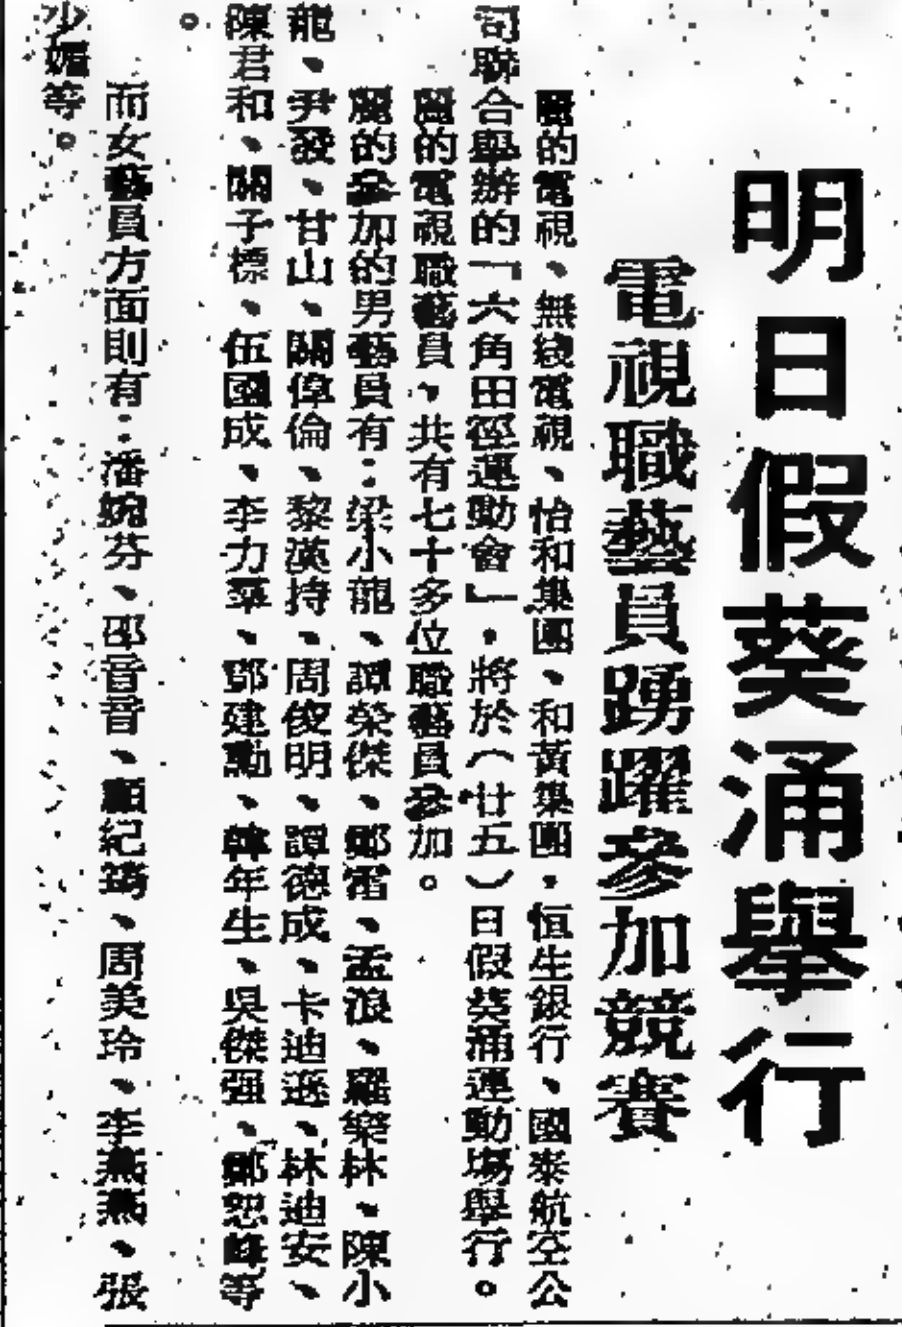 明日假葵涌舉行
電視職藝員踴躍參加競賽
麗的電視、無綫電視、怡和集團、和黃集團，恒生銀行、國泰航空公
司聯合舉辦的「六角田徑運動會」，將於（廿五）日假葵涌運動場舉行。
麗的電視職藝員，共有七十多位職藝員參加。
麗的參加的男藝員有：梁小龍、譚榮傑、鄭雷、孟浪、羅樂林、陳小
龍、尹發、甘山、關偉倫、黎漢持、周俊明、譚德成、卡迪遜、林迪安、
陳君和、關子標、伍國成、李力羣、鄧建勳、韓年生、吳傑强、鄭恕峰等
。
而女藝員方面則有：潘婉芬、邵音音、顧紀筠、周美玲、李燕燕、張
少媚等。